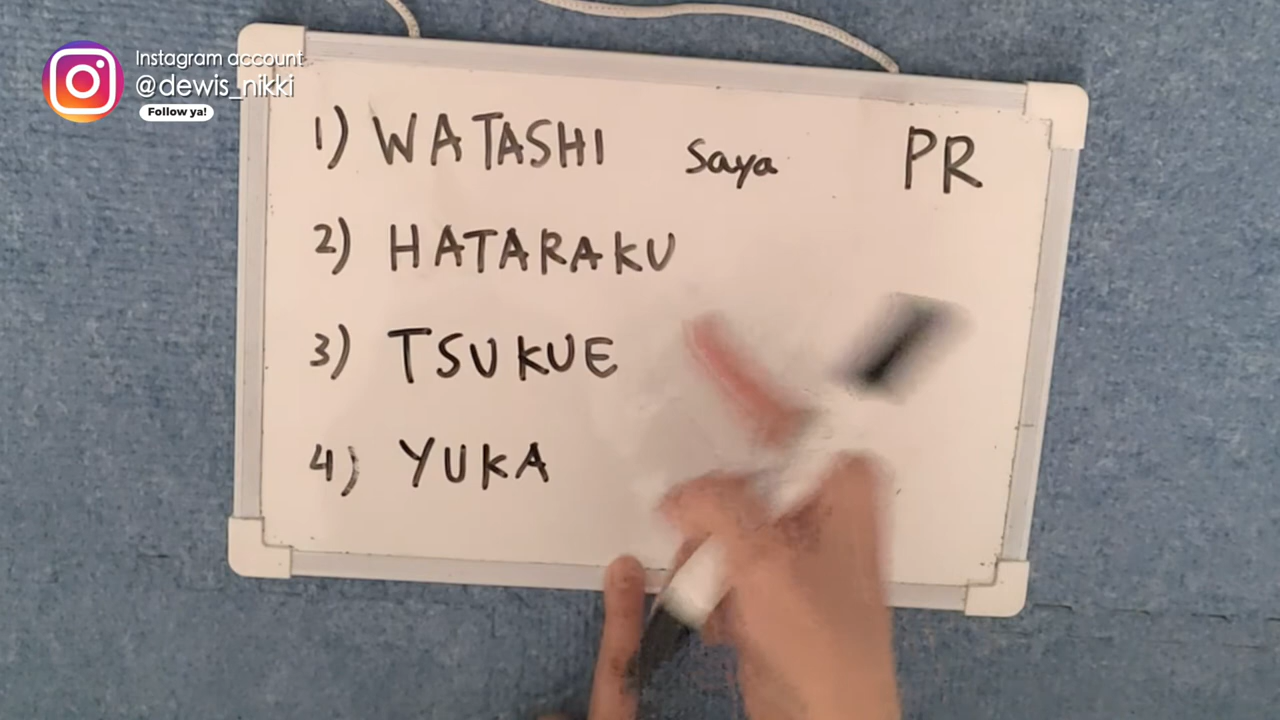 Instagram account
@dewis_nikki
Follow ya!
1) WATASHI saya PR
2) HATARAKU
3) TSUKUE
4) YUKA